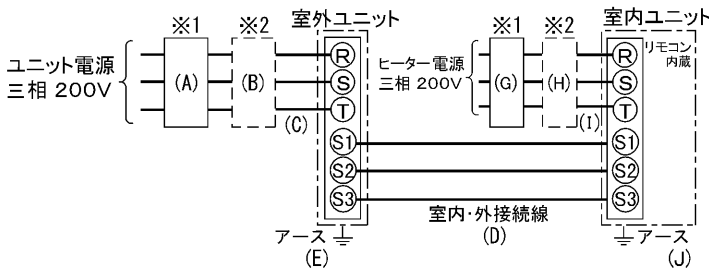 ※1
※2
室外ユニット
ユニット電源
三相 200V
(A)
(B)
(C)
R
S
T
S1
S2
S3
アース
(E)
※1
※2
室内ユニット
ヒーター電源
三相 200V
(G)
(H)
(I)
R
S
T
S1
S2
S3
リモコン
内蔵
室内・外接続線
(D)
アース
(J)